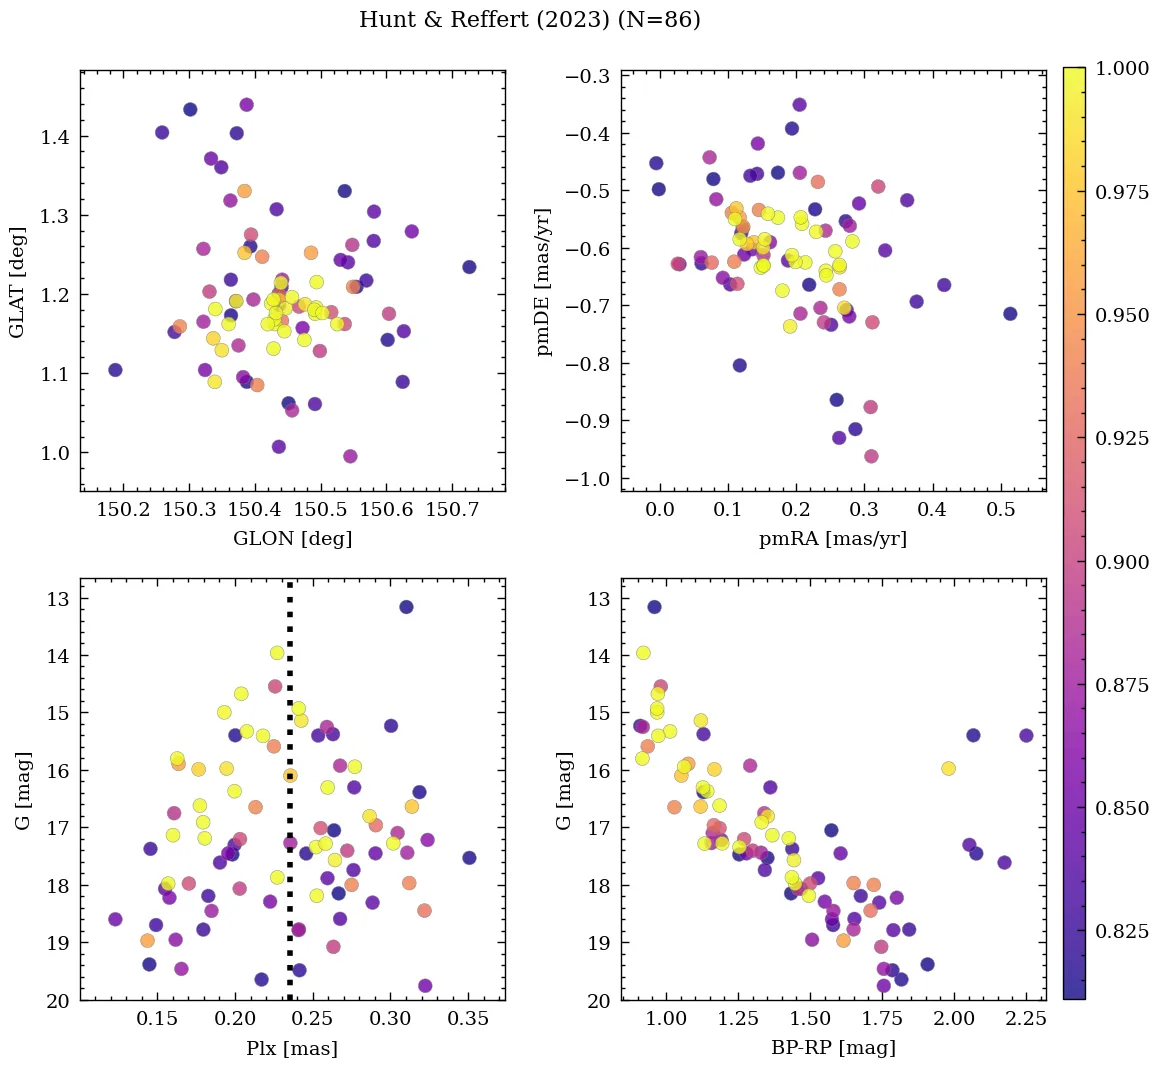 Hunt & Reffert (2023) (N=86)
1.4
1.3
1.2
1.1
1.0
GLAT [deg]
150.2 150.3 150.4 150.5 150.6 150.7
GLON [deg]
−0.3
−0.4
−0.5
−0.6
−0.7
−0.8
−0.9
−1.0
pmDE [mas/yr]
0.0 0.1 0.2 0.3 0.4 0.5
pmRA [mas/yr]
13
14
15
16
17
18
19
20
G [mag]
0.15 0.20 0.25 0.30 0.35
Plx [mas]
13
14
15
16
17
18
19
20
G [mag]
1.00 1.25 1.50 1.75 2.00 2.25
BP-RP [mag]
1.000
0.975
0.950
0.925
0.900
0.875
0.850
0.825